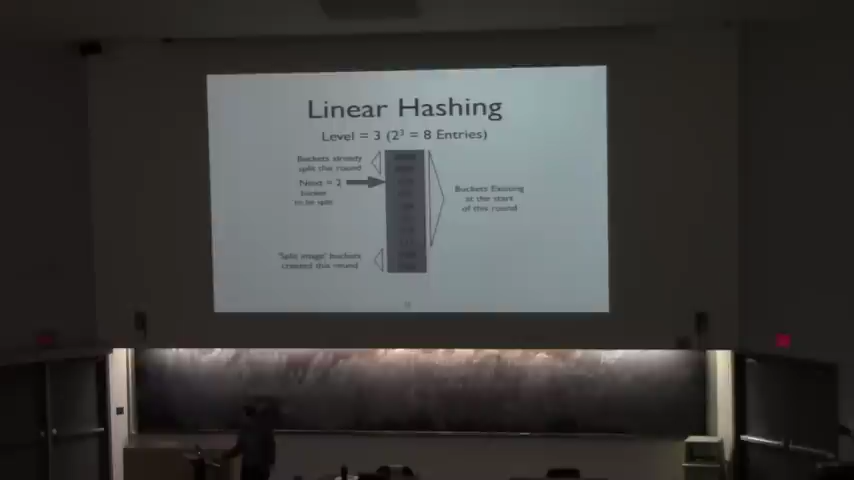 Linear Hashing
Level = 3 (2³ = 8 Entries)
Buckets already
split this round
Next = 2
bucket
to be split
Buckets Existing
at the start
of this round
'Split image' buckets
created this round